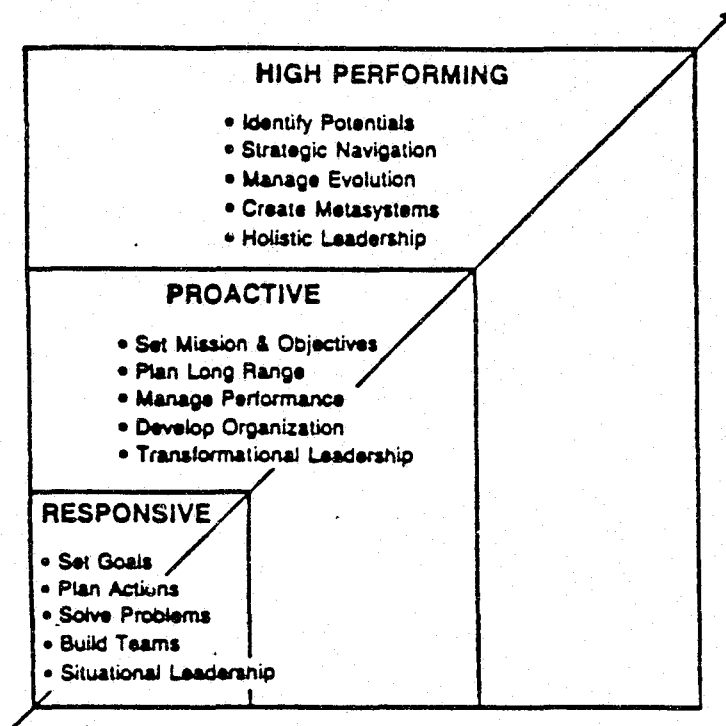 HIGH PERFORMING
• Identify Potentials
• Strategic Navigation
• Manage Evolution
• Create Metasystems
• Holistic Leadership
PROACTIVE
• Set Mission & Objectives
• Plan Long Range
• Manage Performance
• Develop Organization
• Transformational Leadership
RESPONSIVE
• Set Goals
• Plan Actions
• Solve Problems
• Build Teams
• Situational Leadership